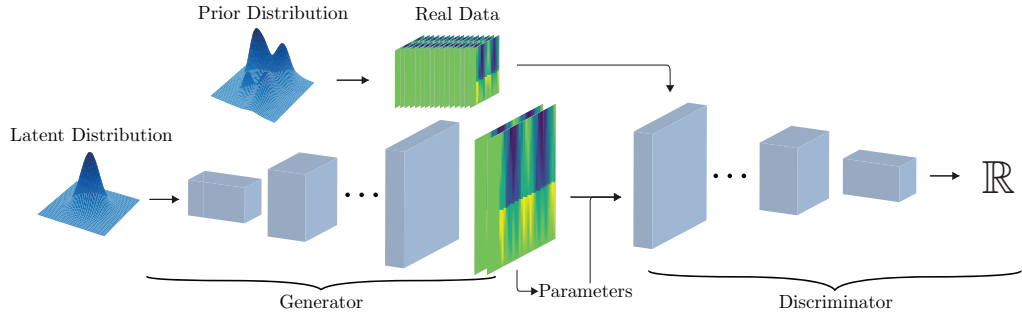 Prior Distribution
Real Data
Latent Distribution
ℝ
Parameters
Generator
Discriminator